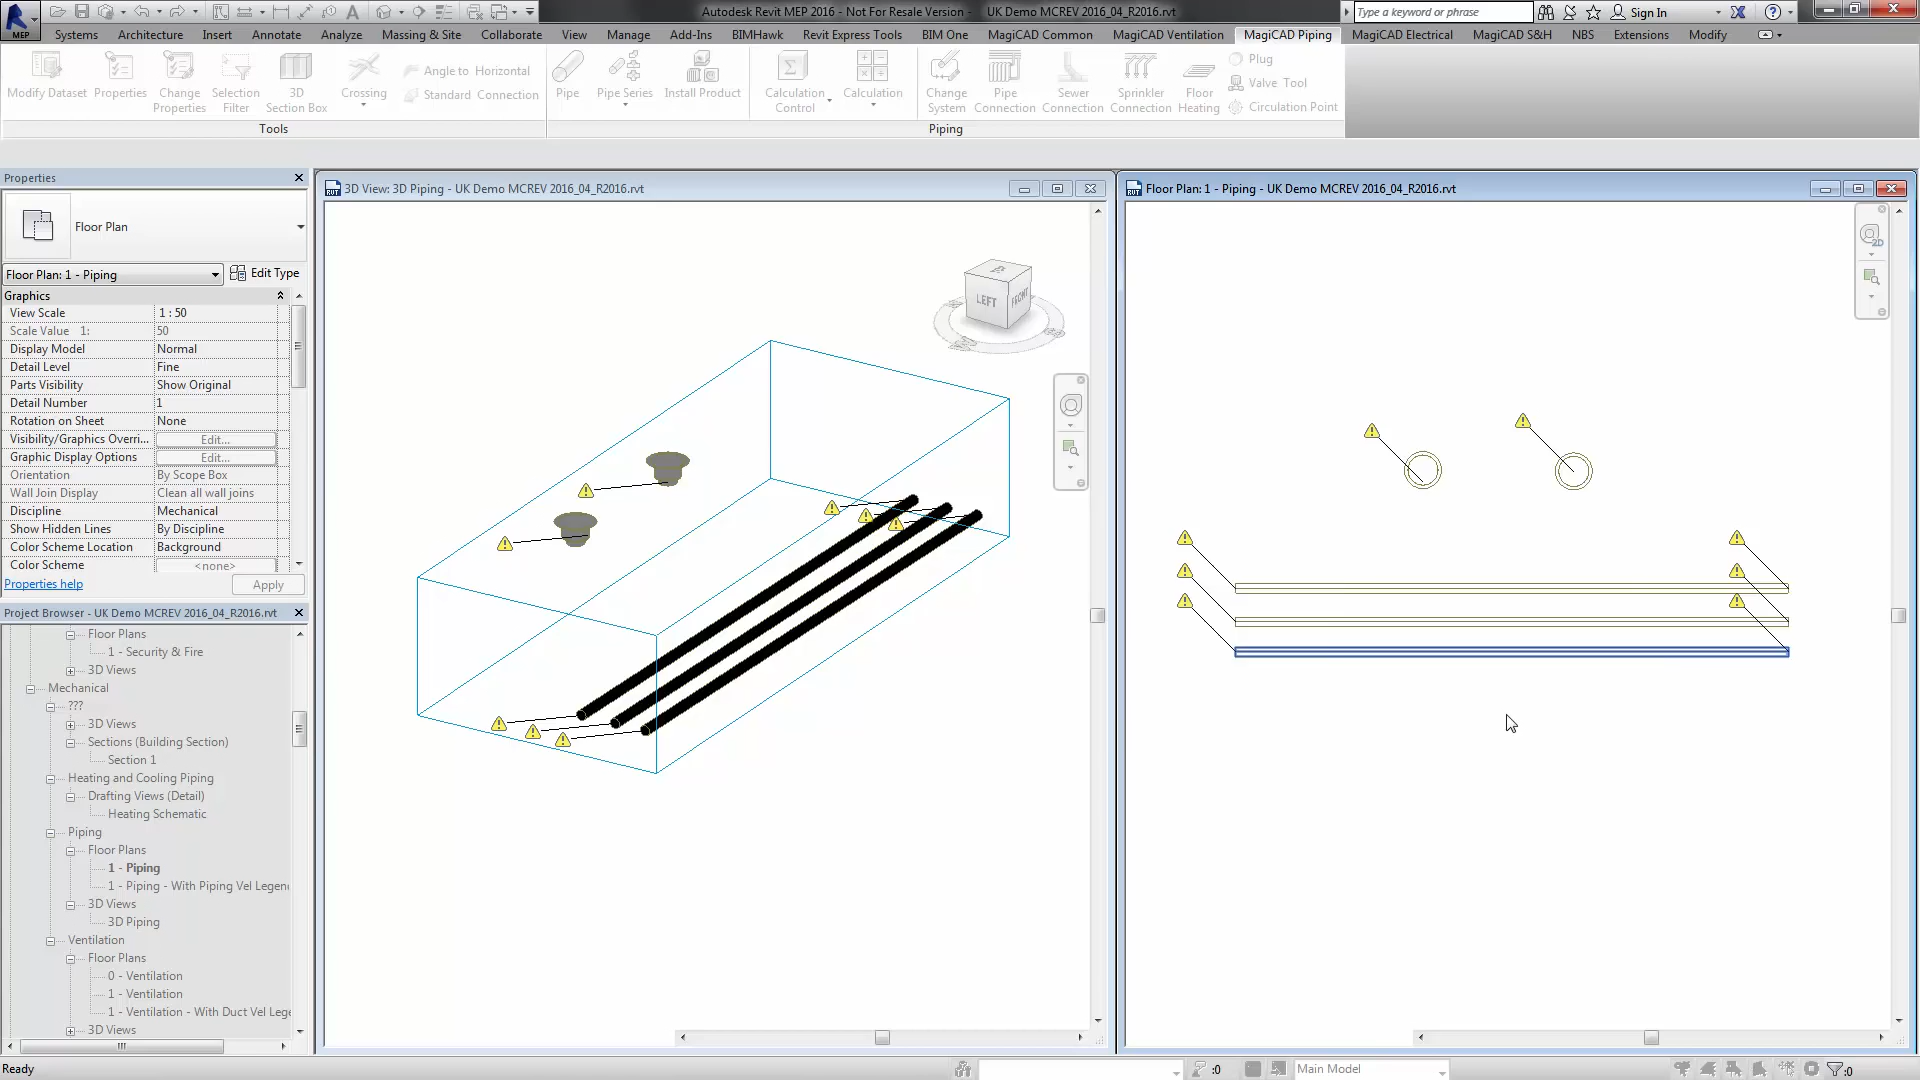 Autodesk Revit MEP 2016 - Not For Resale Version -    UK Demo MCREV 2016_04_R2016.rvt
Type a keyword or phrase
Sign In
MEP
Systems
Architecture
Insert
Annotate
Analyze
Massing & Site
Collaborate
View
Manage
Add-Ins
BIMHawk
Revit Express Tools
BIM One
MagiCAD Common
MagiCAD Ventilation
MagiCAD Piping
MagiCAD Electrical
MagiCAD S&H
NBS
Extensions
Modify
Modify Dataset
Properties
Change Properties
Selection Filter
3D Section Box
Crossing
Angle to Horizontal
Standard Connection
Pipe
Pipe Series
Install Product
Calculation Control
Calculation
Change System
Pipe Connection
Sewer Connection
Sprinkler Connection
Floor Heating
Plug
Valve Tool
Circulation Point
Tools
Piping
Properties
Floor Plan
Floor Plan: 1 - Piping
Edit Type
Graphics
View Scale 1 : 50
Scale Value 1: 50
Display Model Normal
Detail Level Fine
Parts Visibility Show Original
Detail Number 1
Rotation on Sheet None
Visibility/Graphics Overri... Edit...
Graphic Display Options Edit...
Orientation By Scope Box
Wall Join Display Clean all wall joins
Discipline Mechanical
Show Hidden Lines By Discipline
Color Scheme Location Background
Color Scheme <none>
Properties help
Apply
Project Browser - UK Demo MCREV 2016_04_R2016.rvt
Floor Plans
1 - Security & Fire
3D Views
Mechanical
???
3D Views
Sections (Building Section)
Section 1
Heating and Cooling Piping
Drafting Views (Detail)
Heating Schematic
Piping
Floor Plans
1 - Piping
1 - Piping - With Piping Vel Legen
3D Views
3D Piping
Ventilation
Floor Plans
0 - Ventilation
1 - Ventilation
1 - Ventilation - With Duct Vel Lege
3D Views
3D View: 3D Piping - UK Demo MCREV 2016_04_R2016.rvt
LEFT
FRONT
Floor Plan: 1 - Piping - UK Demo MCREV 2016_04_R2016.rvt
2D
Ready
:0
Main Model
:0